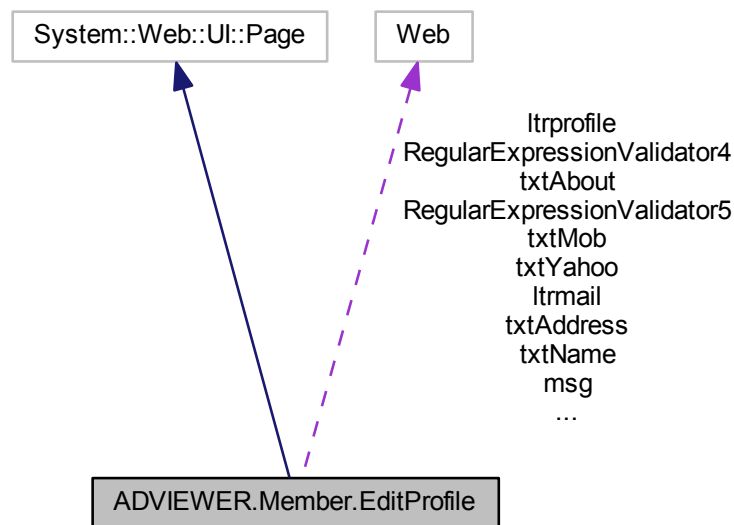 System::Web::UI::Page
Web
ltrprofile
RegularExpressionValidator4
txtAbout
RegularExpressionValidator5
txtMob
txtYahoo
ltrmail
txtAddress
txtName
msg
...
ADVIEWER.Member.EditProfile